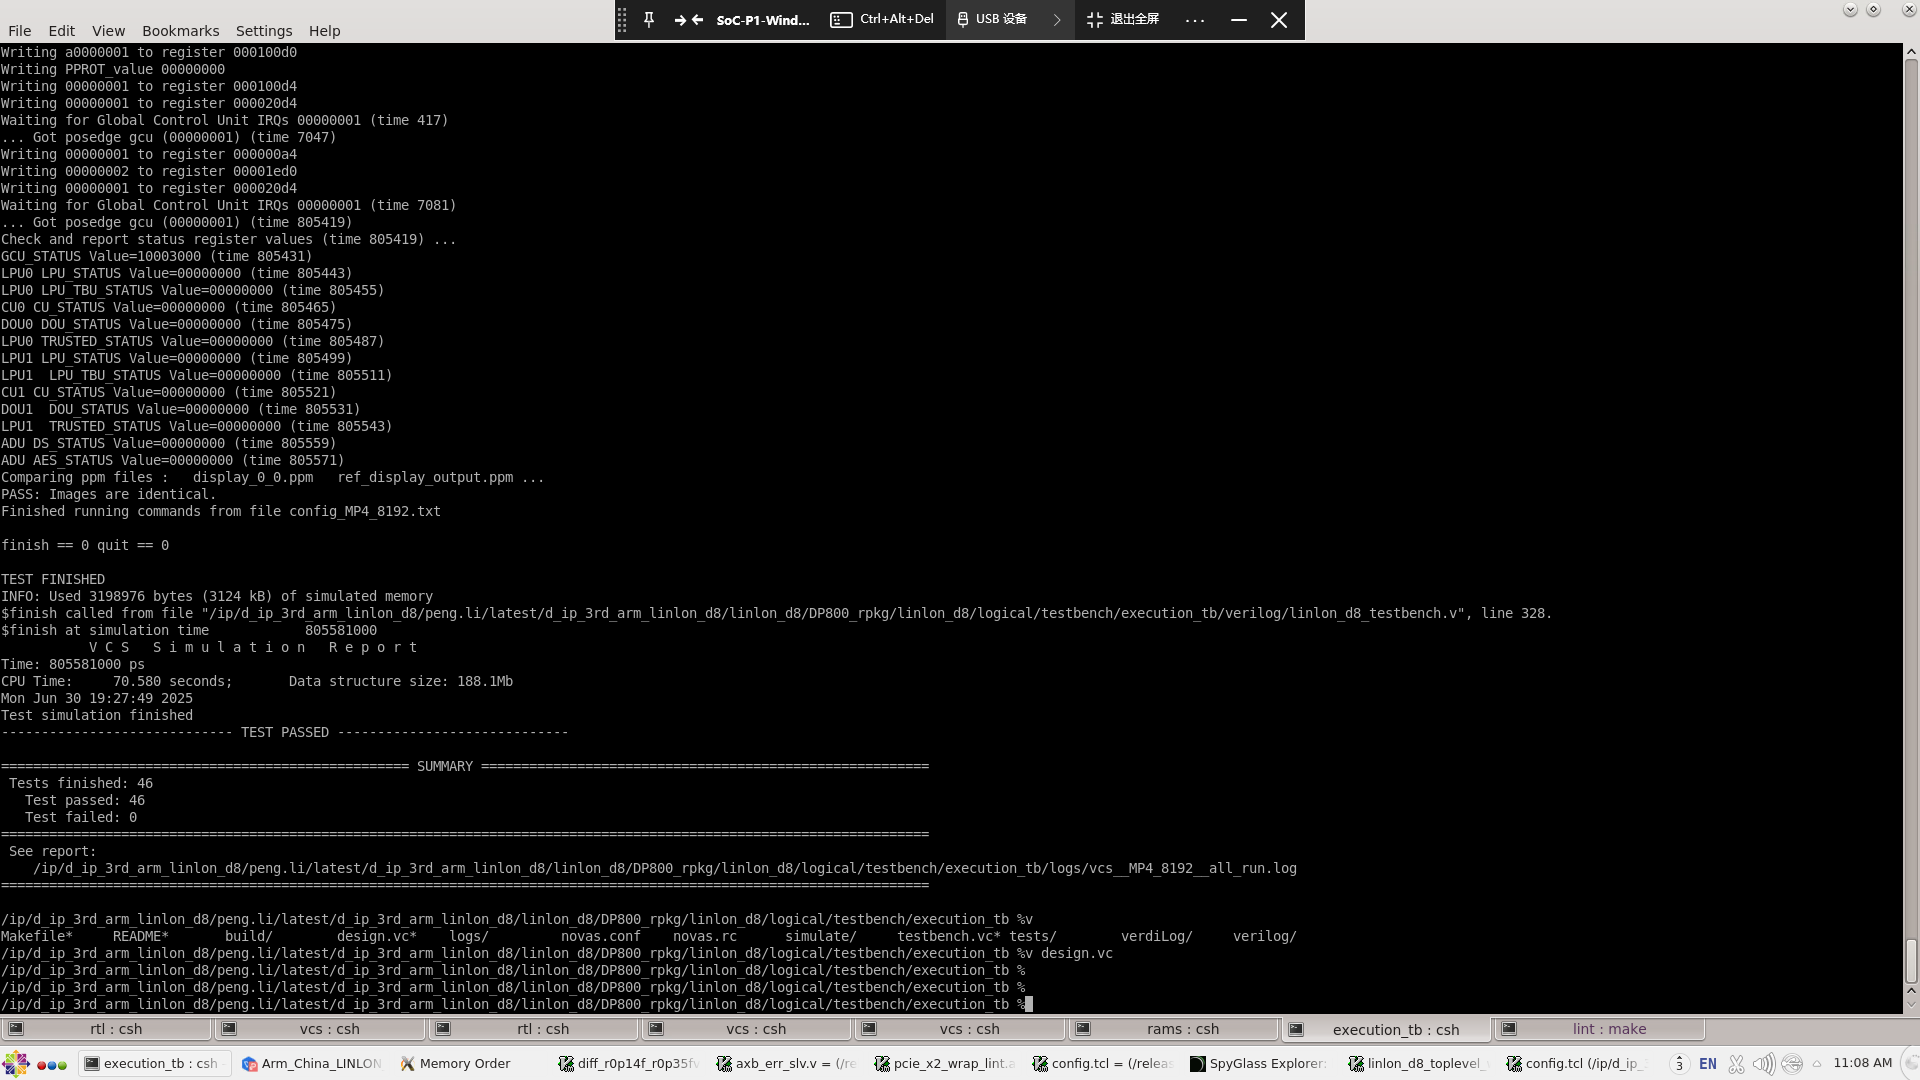 SoC-P1-Wind... Ctrl+Alt+Del USB 设备 退出全屏 ...
File Edit View Bookmarks Settings Help
Writing a0000001 to register 000100d0
Writing PPROT_value 00000000
Writing 00000001 to register 000100d4
Writing 00000001 to register 000020d4
Waiting for Global Control Unit IRQs 00000001 (time 417)
... Got posedge gcu (00000001) (time 7047)
Writing 00000001 to register 000000a4
Writing 00000002 to register 00001ed0
Writing 00000001 to register 000020d4
Waiting for Global Control Unit IRQs 00000001 (time 7081)
... Got posedge gcu (00000001) (time 805419)
Check and report status register values (time 805419) ...
GCU_STATUS Value=10003000 (time 805431)
LPU0 LPU_STATUS Value=00000000 (time 805443)
LPU0 LPU_TBU_STATUS Value=00000000 (time 805455)
CU0 CU_STATUS Value=00000000 (time 805465)
DOU0 DOU_STATUS Value=00000000 (time 805475)
LPU0 TRUSTED_STATUS Value=00000000 (time 805487)
LPU1 LPU_STATUS Value=00000000 (time 805499)
LPU1  LPU_TBU_STATUS Value=00000000 (time 805511)
CU1 CU_STATUS Value=00000000 (time 805521)
DOU1  DOU_STATUS Value=00000000 (time 805531)
LPU1  TRUSTED_STATUS Value=00000000 (time 805543)
ADU DS_STATUS Value=00000000 (time 805559)
ADU AES_STATUS Value=00000000 (time 805571)
Comparing ppm files :   display_0_0.ppm   ref_display_output.ppm ...
PASS: Images are identical.
Finished running commands from file config_MP4_8192.txt
finish == 0 quit == 0
TEST FINISHED
INFO: Used 3198976 bytes (3124 kB) of simulated memory
$finish called from file "/ip/d_ip_3rd_arm_linlon_d8/peng.li/latest/d_ip_3rd_arm_linlon_d8/linlon_d8/DP800_rpkg/linlon_d8/logical/testbench/execution_tb/verilog/linlon_d8_testbench.v", line 328.
$finish at simulation time            805581000
V C S   S i m u l a t i o n   R e p o r t
Time: 805581000 ps
CPU Time:     70.580 seconds;       Data structure size: 188.1Mb
Mon Jun 30 19:27:49 2025
Test simulation finished
----------------------------- TEST PASSED -----------------------------
=================================================== SUMMARY ========================================================
Tests finished: 46
Test passed: 46
Test failed: 0
====================================================================================================================
See report:
/ip/d_ip_3rd_arm_linlon_d8/peng.li/latest/d_ip_3rd_arm_linlon_d8/linlon_d8/DP800_rpkg/linlon_d8/logical/testbench/execution_tb/logs/vcs__MP4_8192__all_run.log
====================================================================================================================
/ip/d_ip_3rd_arm_linlon_d8/peng.li/latest/d_ip_3rd_arm_linlon_d8/linlon_d8/DP800_rpkg/linlon_d8/logical/testbench/execution_tb %v
Makefile*     README*       build/        design.vc*    logs/         novas.conf    novas.rc      simulate/     testbench.vc* tests/        verdiLog/     verilog/
/ip/d_ip_3rd_arm_linlon_d8/peng.li/latest/d_ip_3rd_arm_linlon_d8/linlon_d8/DP800_rpkg/linlon_d8/logical/testbench/execution_tb %v design.vc
/ip/d_ip_3rd_arm_linlon_d8/peng.li/latest/d_ip_3rd_arm_linlon_d8/linlon_d8/DP800_rpkg/linlon_d8/logical/testbench/execution_tb %
/ip/d_ip_3rd_arm_linlon_d8/peng.li/latest/d_ip_3rd_arm_linlon_d8/linlon_d8/DP800_rpkg/linlon_d8/logical/testbench/execution_tb %
/ip/d_ip_3rd_arm_linlon_d8/peng.li/latest/d_ip_3rd_arm_linlon_d8/linlon_d8/DP800_rpkg/linlon_d8/logical/testbench/execution_tb %
rtl : csh vcs : csh rtl : csh vcs : csh vcs : csh rams : csh execution_tb : csh lint : make
execution_tb : csh Arm_China_LINLON Memory Order diff_r0p14f_r0p35fv axb_err_slv.v = (/re pcie_x2_wrap_lint.a config.tcl = (/releas SpyGlass Explorer: linlon_d8_toplevel_ config.tcl (/ip/d_ip_3 3 EN 11:08 AM